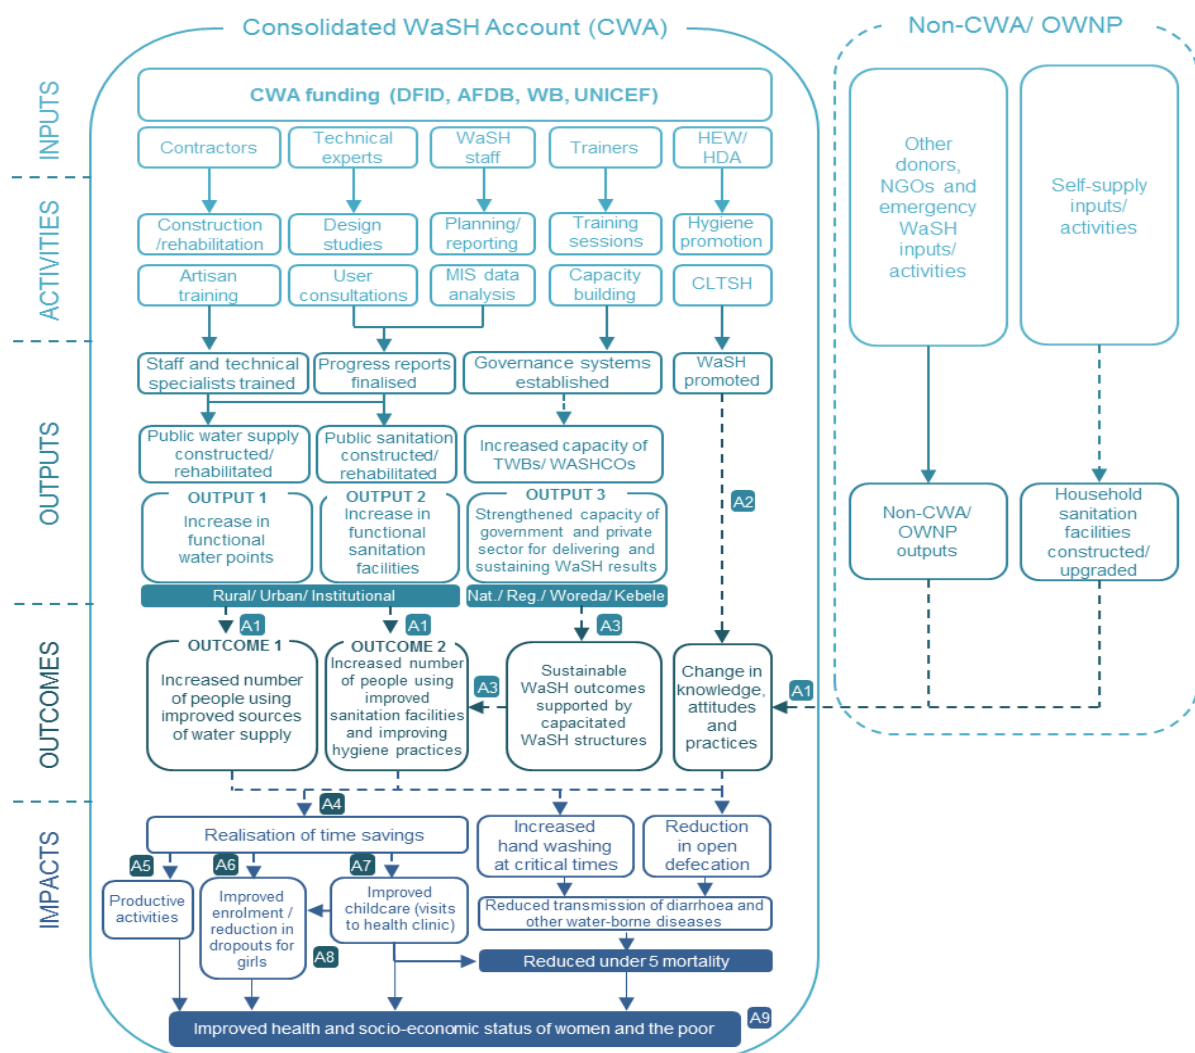 Consolidated WaSH Account (CWA)
Non-CWA/ OWNP
INPUTS
CWA funding (DFID, AFDB, WB, UNICEF)
Contractors
Technical
experts
WaSH
staff
Trainers
HEW/
HDA
Other
donors,
NGOs and
emergency
WaSH
inputs/
activities
Self-supply
inputs/
activities
ACTIVITIES
Construction
/rehabilitation
Design
studies
Planning/
reporting
Training
sessions
Hygiene
promotion
Artisan
training
User
consultations
MIS data
analysis
Capacity
building
CLTSH
OUTPUTS
Staff and technical
specialists trained
Progress reports
finalised
Governance systems
established
WaSH
promoted
Public water supply
constructed/
rehabilitated
Public sanitation
constructed/
rehabilitated
Increased capacity of
TWBs/ WASHCOs
A2
OUTPUT 1
Increase in
functional
water points
OUTPUT 2
Increase in
functional
sanitation
facilities
OUTPUT 3
Strengthened capacity of
government and private
sector for delivering and
sustaining WaSH results
Non-CWA/
OWNP
outputs
Household
sanitation
facilities
constructed/
upgraded
Rural/ Urban/ Institutional
Nat./ Reg./ Woreda/ Kebele
A1
A1
A3
OUTCOMES
OUTCOME 1
Increased number
of people using
improved sources
of water supply
OUTCOME 2
Increased number
of people using
improved
sanitation facilities
and improving
hygiene practices
A3
Sustainable
WaSH outcomes
supported by
capacitated
WaSH structures
Change in
knowledge,
attitudes
and
practices
A1
IMPACTS
A4
Realisation of time savings
Increased
hand washing
at critical times
Reduction
in open
defecation
A5
A6
A7
Productive
activities
Improved
enrolment /
reduction in
dropouts for
girls
Improved
childcare (visits
to health clinic)
Reduced transmission of diarrhoea and
other water-borne diseases
A8
Reduced under 5 mortality
Improved health and socio-economic status of women and the poor
A9